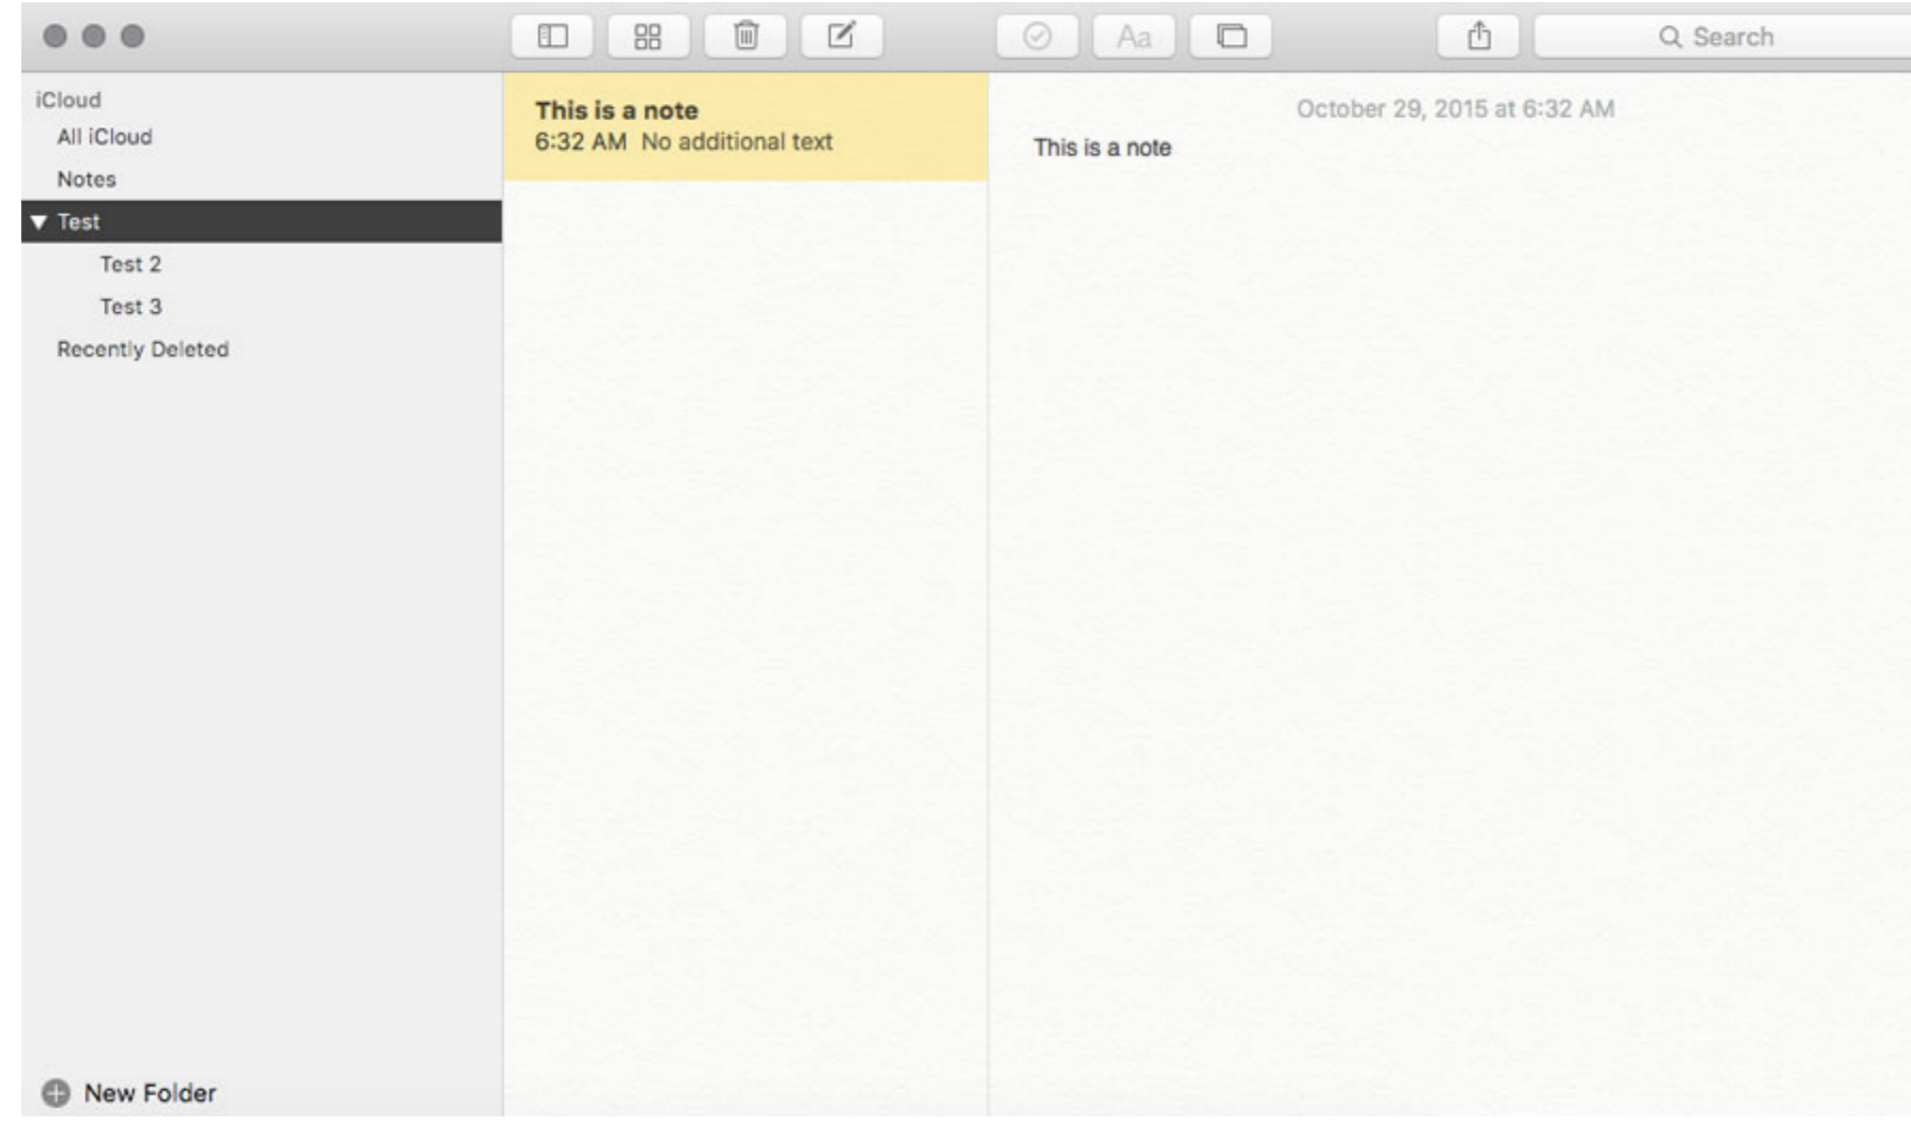 Aa
Search
iCloud
All iCloud
Notes
Test
Test 2
Test 3
Recently Deleted
New Folder
This is a note
6:32 AM No additional text
October 29, 2015 at 6:32 AM
This is a note